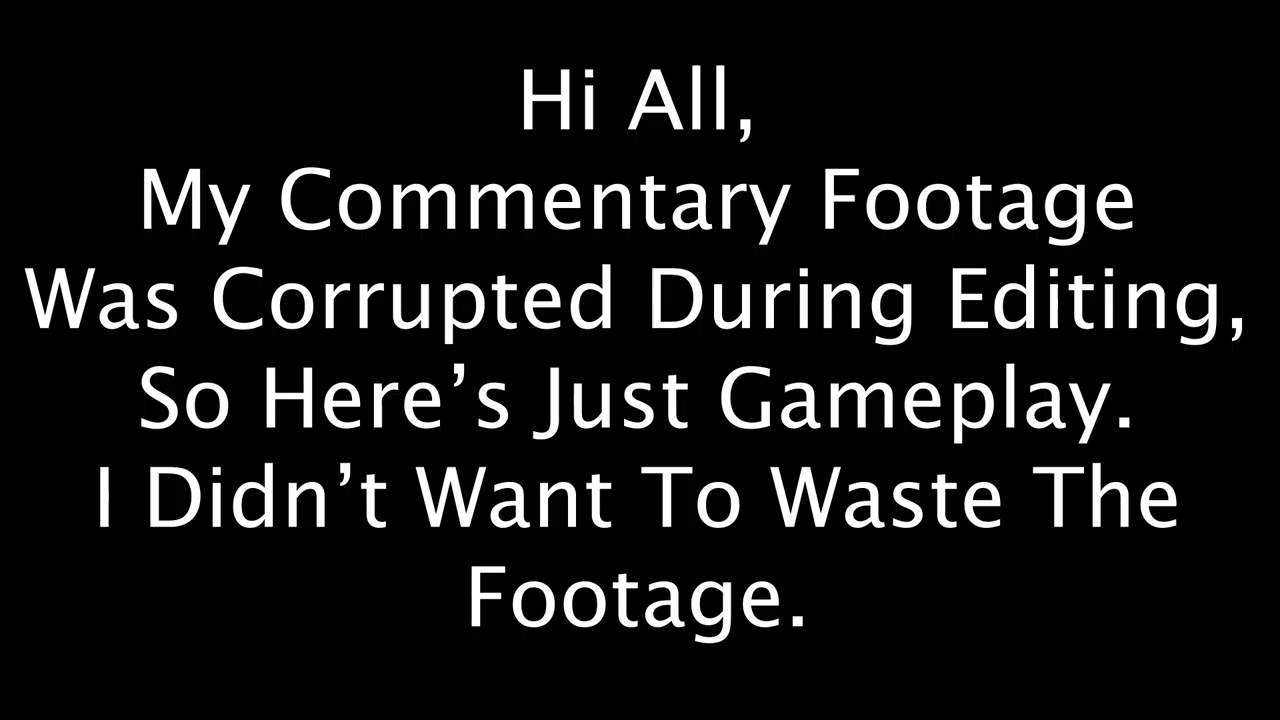 Hi All,
My Commentary Footage
Was Corrupted During Editing,
So Here’s Just Gameplay.
I Didn’t Want To Waste The
Footage.